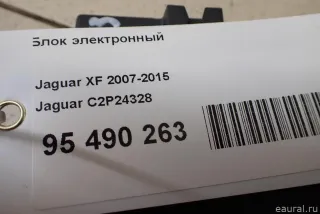 Блок электронный
Jaguar XF 2007-2015
Jaguar C2P24328
95 490 263
eaural.ru